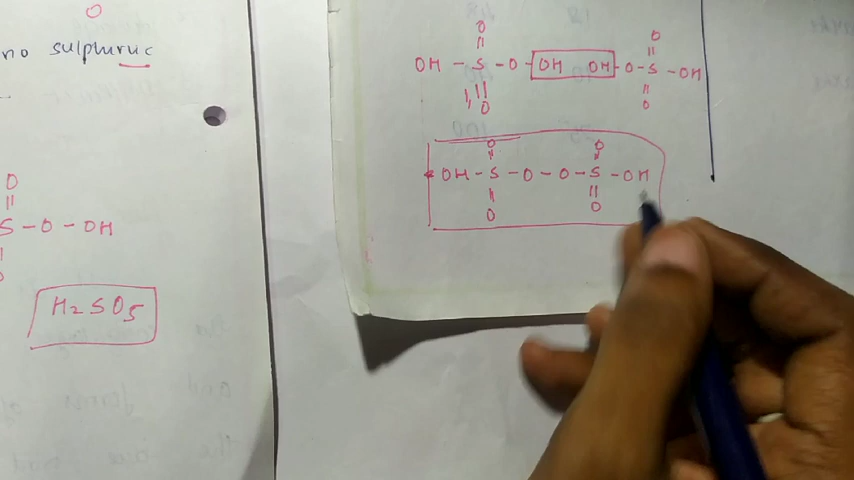 O
no sulphuric
O
||
S - O - OH
O
H₂SO₅
O O
|| ||
OH - S - O - OH OH - O - S - OH
|| ||
O O
O O
|| ||
OH - S - O - O - S - OH
|| ||
O O